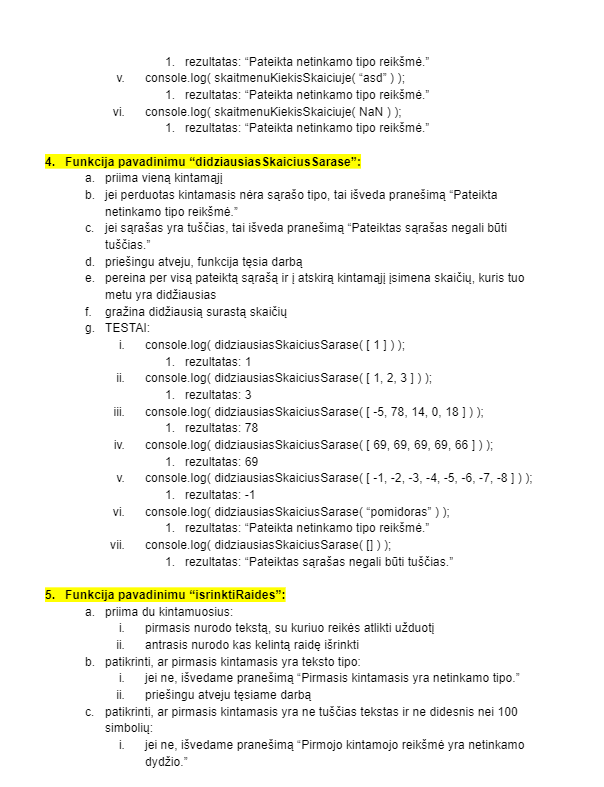 1. rezultatas: “Pateikta netinkamo tipo reikšmė.”
v. console.log( skaitmenuKiekisSkaiciuje( “asd” ) );
1. rezultatas: “Pateikta netinkamo tipo reikšmė.”
vi. console.log( skaitmenuKiekisSkaiciuje( NaN ) );
1. rezultatas: “Pateikta netinkamo tipo reikšmė.”
4. Funkcija pavadinimu “didziausiasSkaiciusSarase”:
a. priima vieną kintamąjį
b. jei perduotas kintamasis nėra sąrašo tipo, tai išveda pranešimą “Pateikta
netinkamo tipo reikšmė.”
c. jei sąrašas yra tuščias, tai išveda pranešimą “Pateiktas sąrašas negali būti
tuščias.”
d. priešingu atveju, funkcija tęsia darbą
e. pereina per visą pateiktą sąrašą ir į atskirą kintamąjį įsimena skaičių, kuris tuo
metu yra didžiausias
f. gražina didžiausią surastą skaičių
g. TESTAI:
i. console.log( didziausiasSkaiciusSarase( [ 1 ] ) );
1. rezultatas: 1
ii. console.log( didziausiasSkaiciusSarase( [ 1, 2, 3 ] ) );
1. rezultatas: 3
iii. console.log( didziausiasSkaiciusSarase( [ -5, 78, 14, 0, 18 ] ) );
1. rezultatas: 78
iv. console.log( didziausiasSkaiciusSarase( [ 69, 69, 69, 69, 66 ] ) );
1. rezultatas: 69
v. console.log( didziausiasSkaiciusSarase( [ -1, -2, -3, -4, -5, -6, -7, -8 ] ) );
1. rezultatas: -1
vi. console.log( didziausiasSkaiciusSarase( “pomidoras” ) );
1. rezultatas: “Pateikta netinkamo tipo reikšmė.”
vii. console.log( didziausiasSkaiciusSarase( [] ) );
1. rezultatas: “Pateiktas sąrašas negali būti tuščias.”
5. Funkcija pavadinimu “isrinktiRaides”:
a. priima du kintamuosius:
i. pirmasis nurodo tekstą, su kuriuo reikės atlikti užduotį
ii. antrasis nurodo kas kelintą raidę išrinkti
b. patikrinti, ar pirmasis kintamasis yra teksto tipo:
i. jei ne, išvedame pranešimą “Pirmasis kintamasis yra netinkamo tipo.”
ii. priešingu atveju tęsiame darbą
c. patikrinti, ar pirmasis kintamasis yra ne tuščias tekstas ir ne didesnis nei 100
simbolių:
i. jei ne, išvedame pranešimą “Pirmojo kintamojo reikšmė yra netinkamo
dydžio.”